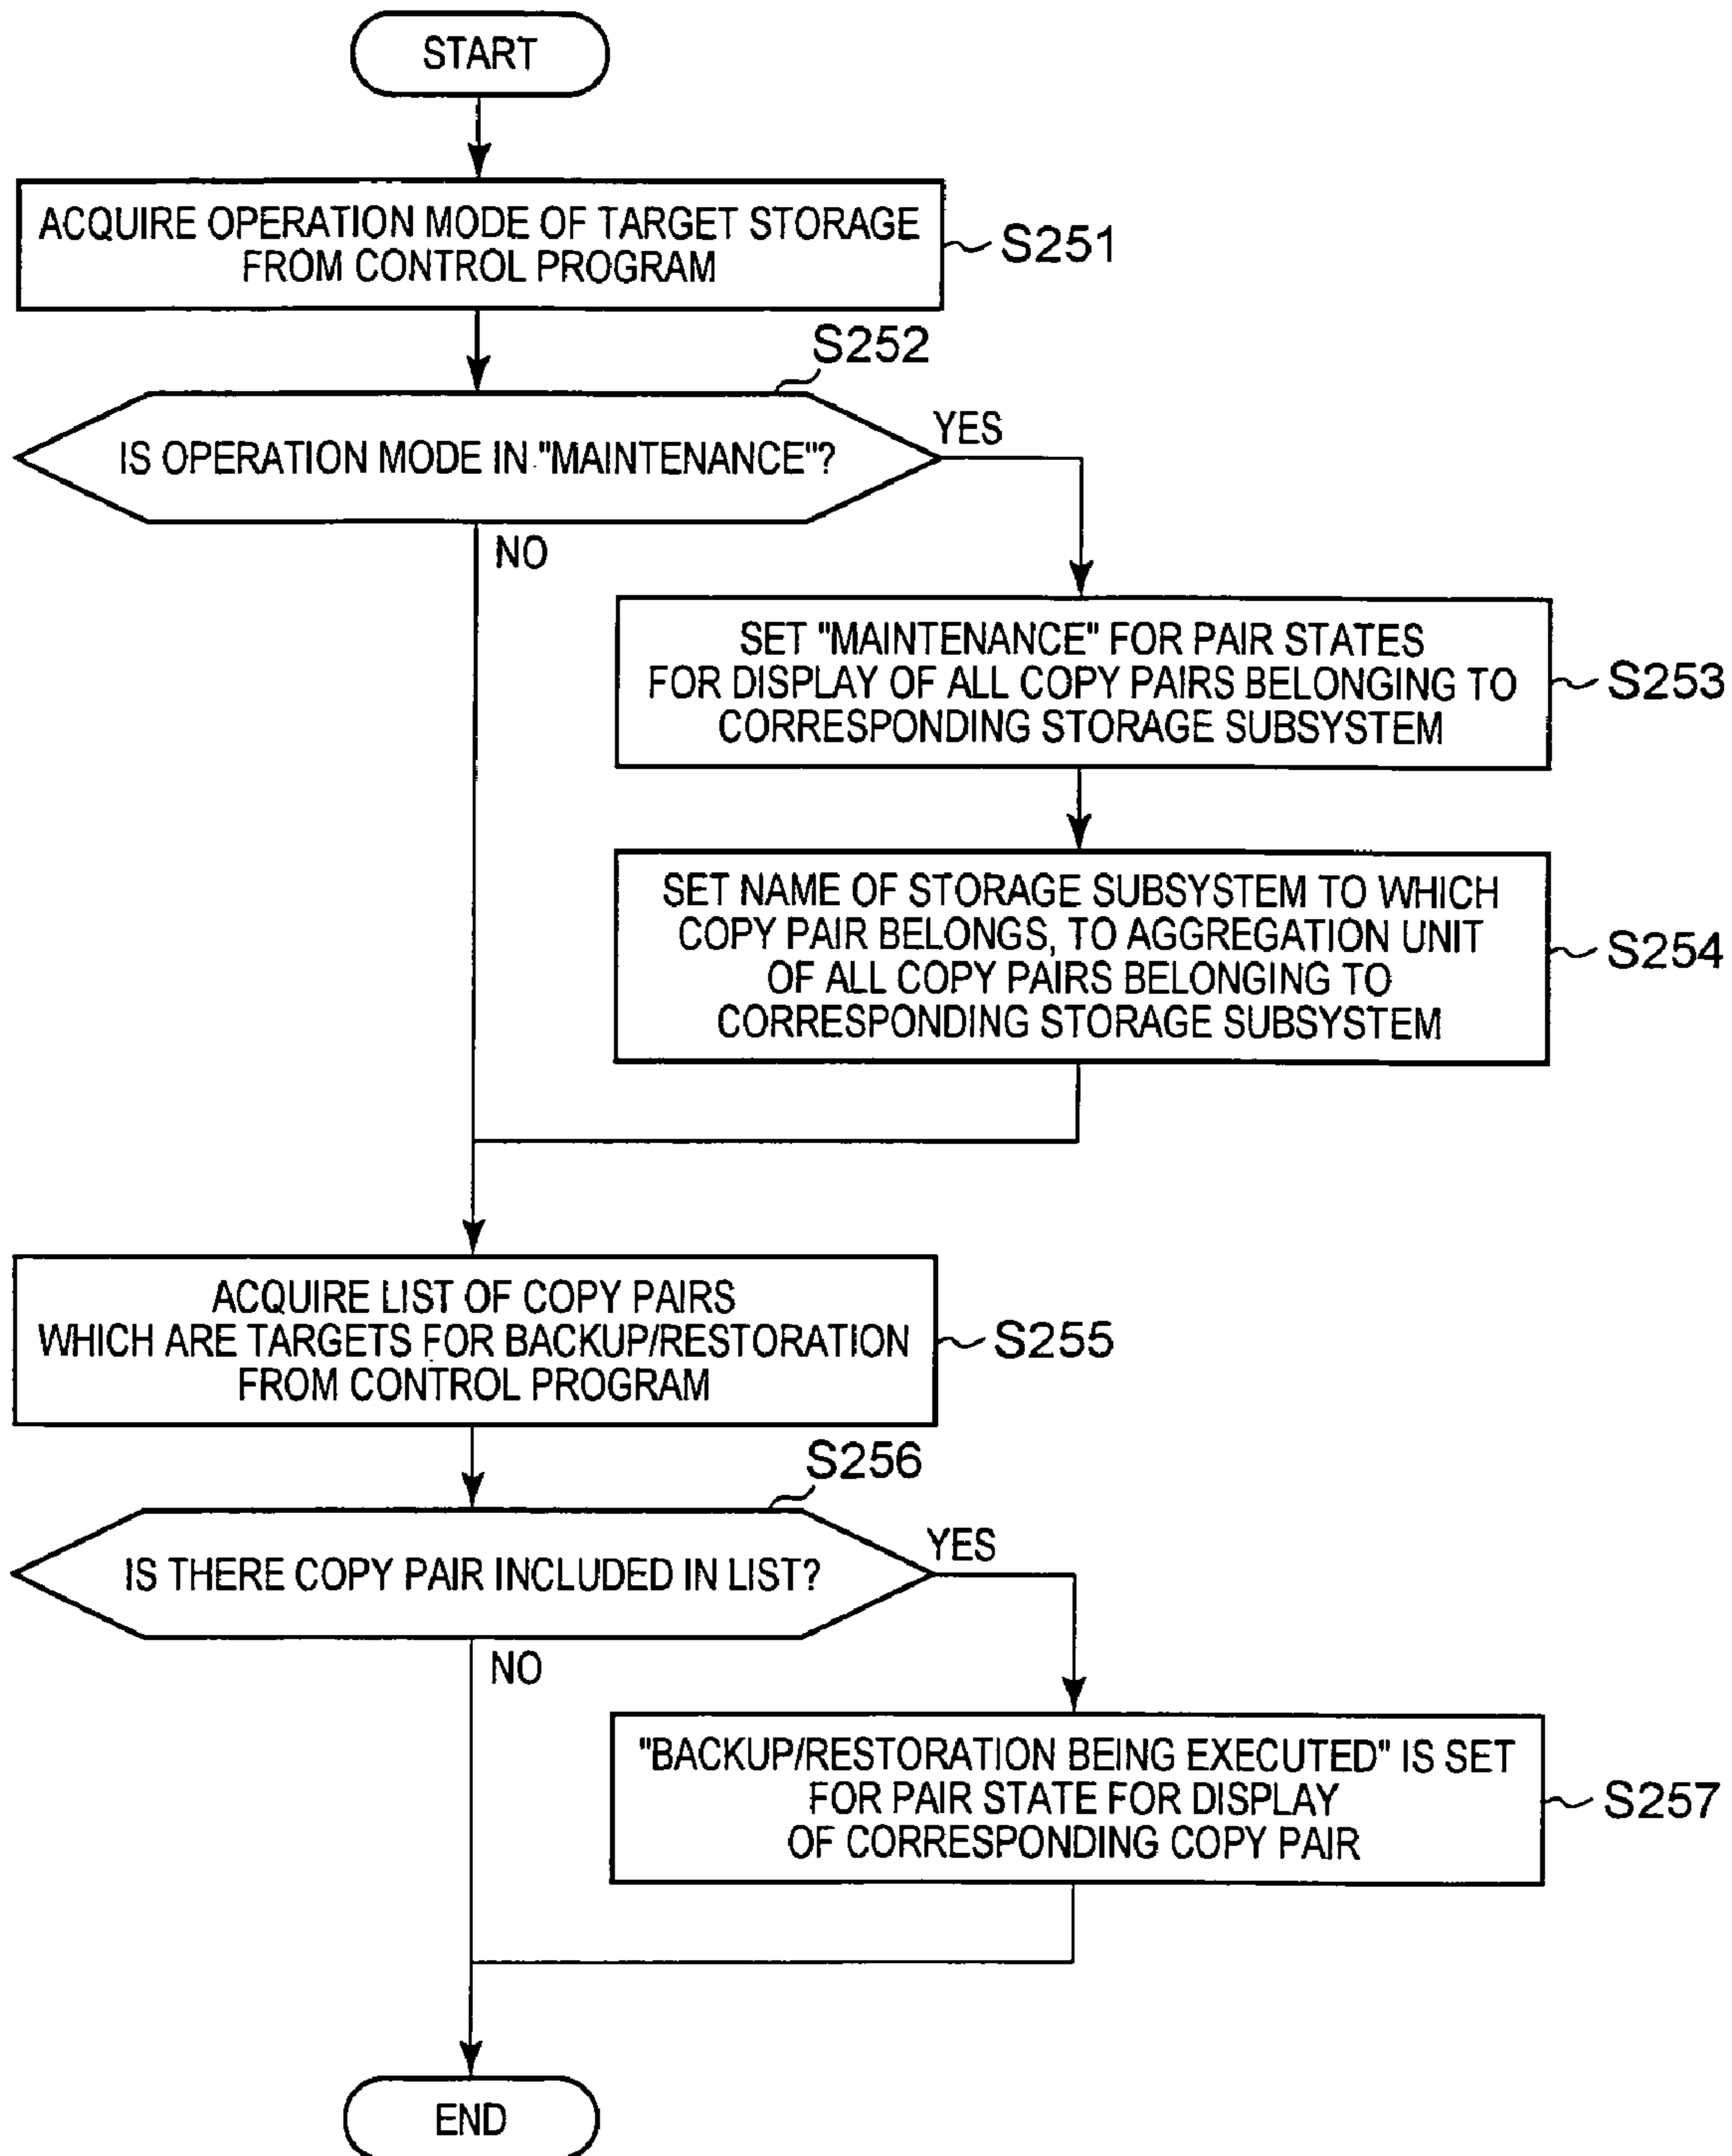 START
ACQUIRE OPERATION MODE OF TARGET STORAGE
FROM CONTROL PROGRAM
S251
S252
IS OPERATION MODE IN "MAINTENANCE"?
YES
NO
SET "MAINTENANCE" FOR PAIR STATES
FOR DISPLAY OF ALL COPY PAIRS BELONGING TO
CORRESPONDING STORAGE SUBSYSTEM
S253
SET NAME OF STORAGE SUBSYSTEM TO WHICH
COPY PAIR BELONGS, TO AGGREGATION UNIT
OF ALL COPY PAIRS BELONGING TO
CORRESPONDING STORAGE SUBSYSTEM
S254
ACQUIRE LIST OF COPY PAIRS
WHICH ARE TARGETS FOR BACKUP/RESTORATION
FROM CONTROL PROGRAM
S255
S256
IS THERE COPY PAIR INCLUDED IN LIST?
YES
NO
"BACKUP/RESTORATION BEING EXECUTED" IS SET
FOR PAIR STATE FOR DISPLAY
OF CORRESPONDING COPY PAIR
S257
END